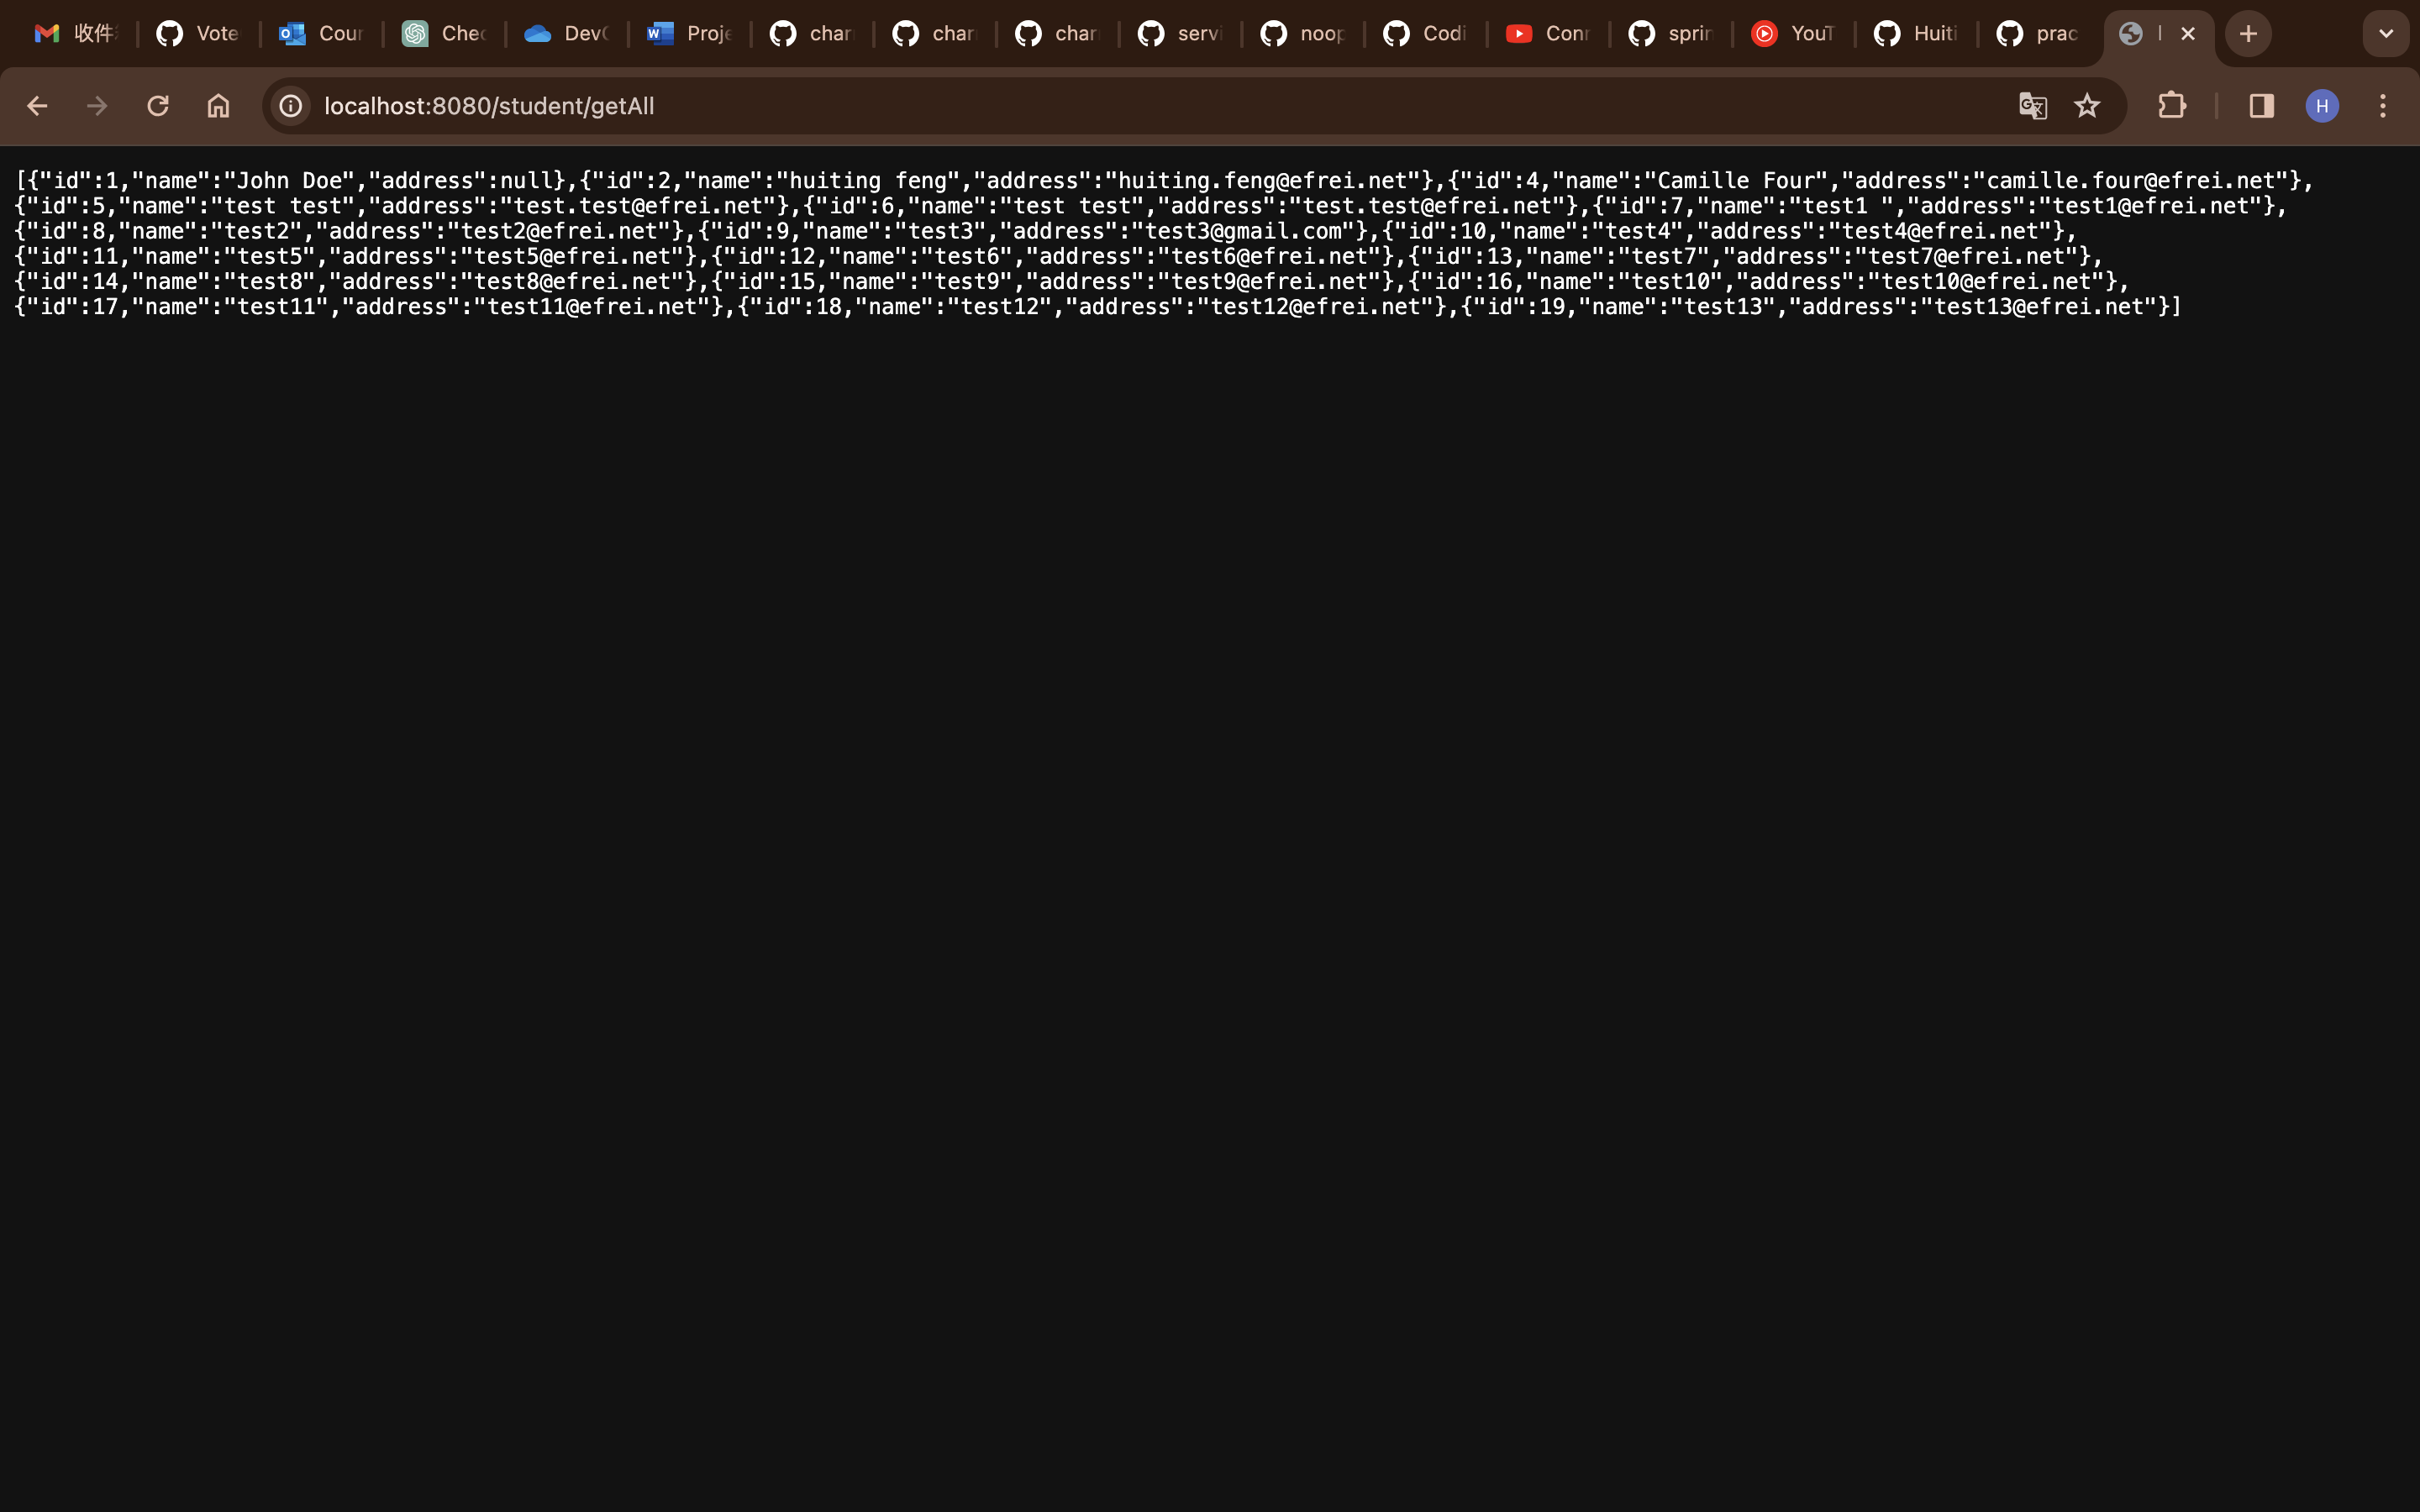 收件 Vote Cour Chec DevO Proje char char char servi noop Codi Conr sprin YouT Huiti prac
localhost:8080/student/getAll H
[{"id":1,"name":"John Doe","address":null},{"id":2,"name":"huiting feng","address":"huiting.feng@efrei.net"},{"id":4,"name":"Camille Four","address":"camille.four@efrei.net"},
{"id":5,"name":"test test","address":"test.test@efrei.net"},{"id":6,"name":"test test","address":"test.test@efrei.net"},{"id":7,"name":"test1 ","address":"test1@efrei.net"},
{"id":8,"name":"test2","address":"test2@efrei.net"},{"id":9,"name":"test3","address":"test3@gmail.com"},{"id":10,"name":"test4","address":"test4@efrei.net"},
{"id":11,"name":"test5","address":"test5@efrei.net"},{"id":12,"name":"test6","address":"test6@efrei.net"},{"id":13,"name":"test7","address":"test7@efrei.net"},
{"id":14,"name":"test8","address":"test8@efrei.net"},{"id":15,"name":"test9","address":"test9@efrei.net"},{"id":16,"name":"test10","address":"test10@efrei.net"},
{"id":17,"name":"test11","address":"test11@efrei.net"},{"id":18,"name":"test12","address":"test12@efrei.net"},{"id":19,"name":"test13","address":"test13@efrei.net"}]